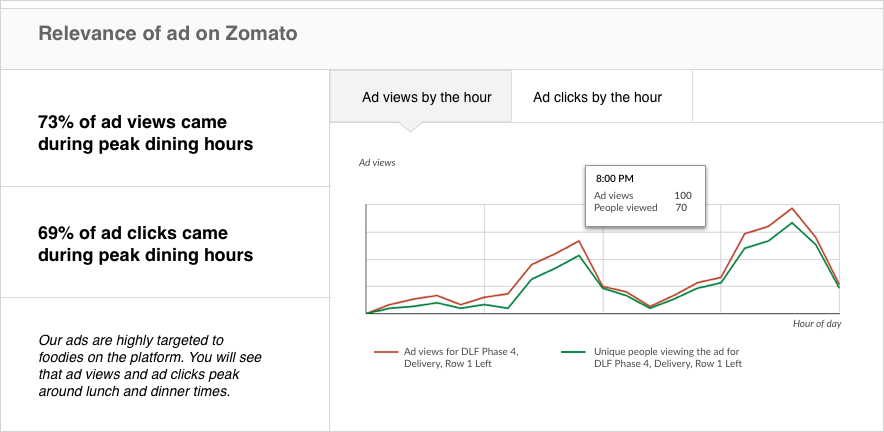 Relevance of ad on Zomato
73% of ad views came
during peak dining hours
69% of ad clicks came
during peak dining hours
Our ads are highly targeted to
foodies on the platform. You will see
that ad views and ad clicks peak
around lunch and dinner times.
Ad views by the hour
Ad clicks by the hour
Ad views
8:00 PM
Ad views 100
People viewed 70
Hour of day
Ad views for DLF Phase 4,
Delivery, Row 1 Left
Unique people viewing the ad for
DLF Phase 4, Delivery, Row 1 Left